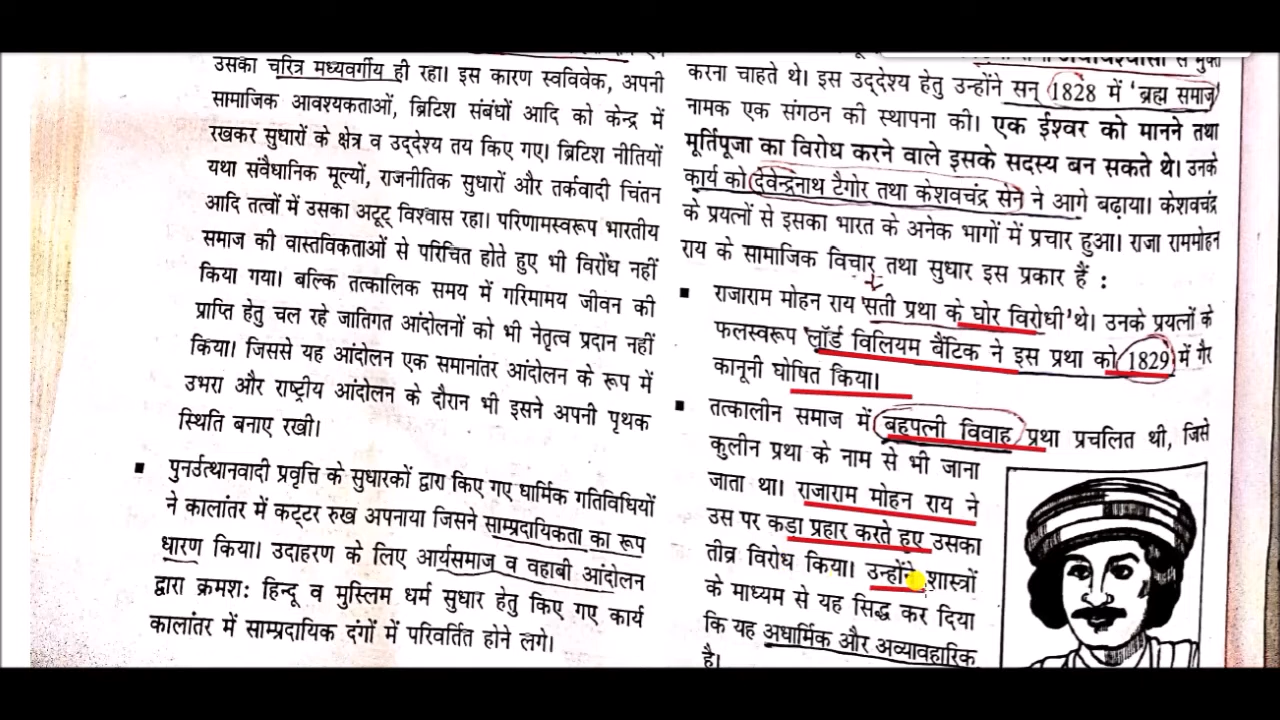 उसका चरित्र मध्यवर्गीय ही रहा। इस कारण स्वविवेक, अपनी
सामाजिक आवश्यकताओं, ब्रिटिश संबंधों आदि को केन्द्र में
रखकर सुधारों के क्षेत्र व उद्देश्य तय किए गए। ब्रिटिश नीतियों
यथा संवैधानिक मूल्यों, राजनीतिक सुधारों और तर्कवादी चिंतन
आदि तत्वों में उसका अटूट् विश्वास रहा। परिणामस्वरूप भारतीय
समाज की वास्तविकताओं से परिचित होते हुए भी विरोध नहीं
किया गया। बल्कि तत्कालिक समय में गरिमामय जीवन की
प्राप्ति हेतु चल रहे जातिगत आंदोलनों को भी नेतृत्व प्रदान नहीं
किया। जिससे यह आंदोलन एक समानांतर आंदोलन के रूप में
उभरा और राष्ट्रीय आंदोलन के दौरान भी इसने अपनी पृथक
स्थिति बनाए रखी।
▪ पुनर्उत्थानवादी प्रवृत्ति के सुधारकों द्वारा किए गए धार्मिक गतिविधियों
ने कालांतर में कट्टर रुख अपनाया जिसने साम्प्रदायिकता का रूप
धारण किया। उदाहरण के लिए आर्यसमाज व वहाबी आंदोलन
द्वारा क्रमश: हिन्दू व मुस्लिम धर्म सुधार हेतु किए गए कार्य
कालांतर में साम्प्रदायिक दंगों में परिवर्तित होने लगे।
से मुक्त
करना चाहते थे। इस उद्देश्य हेतु उन्होंने सन् 1828 में 'ब्रह्म समाज'
नामक एक संगठन की स्थापना की। एक ईश्वर को मानने तथा
मूर्तिपूजा का विरोध करने वाले इसके सदस्य बन सकते थे। उनके
कार्य को देवेन्द्रनाथ टैगोर तथा केशवचंद्र सेन ने आगे बढ़ाया। केशवचंद्र
के प्रयत्नों से इसका भारत के अनेक भागों में प्रचार हुआ। राजा राममोहन
राय के सामाजिक विचार तथा सुधार इस प्रकार हैं :
▪ राजाराम मोहन राय 'सती प्रथा के घोर विरोधी' थे। उनके प्रयत्नों के
फलस्वरूप 'लॉर्ड विलियम बैंटिक ने इस प्रथा को 1829 में गैर
कानूनी घोषित किया।
▪ तत्कालीन समाज में बहुपत्नी विवाह प्रथा प्रचलित थी, जिसे
कुलीन प्रथा के नाम से भी जाना
जाता था। राजाराम मोहन राय ने
उस पर कडा प्रहार करते हुए उसका
तीव्र विरोध किया। उन्होंने शास्त्रों
के माध्यम से यह सिद्ध कर दिया
कि यह अधार्मिक और अव्यावहारिक
है।